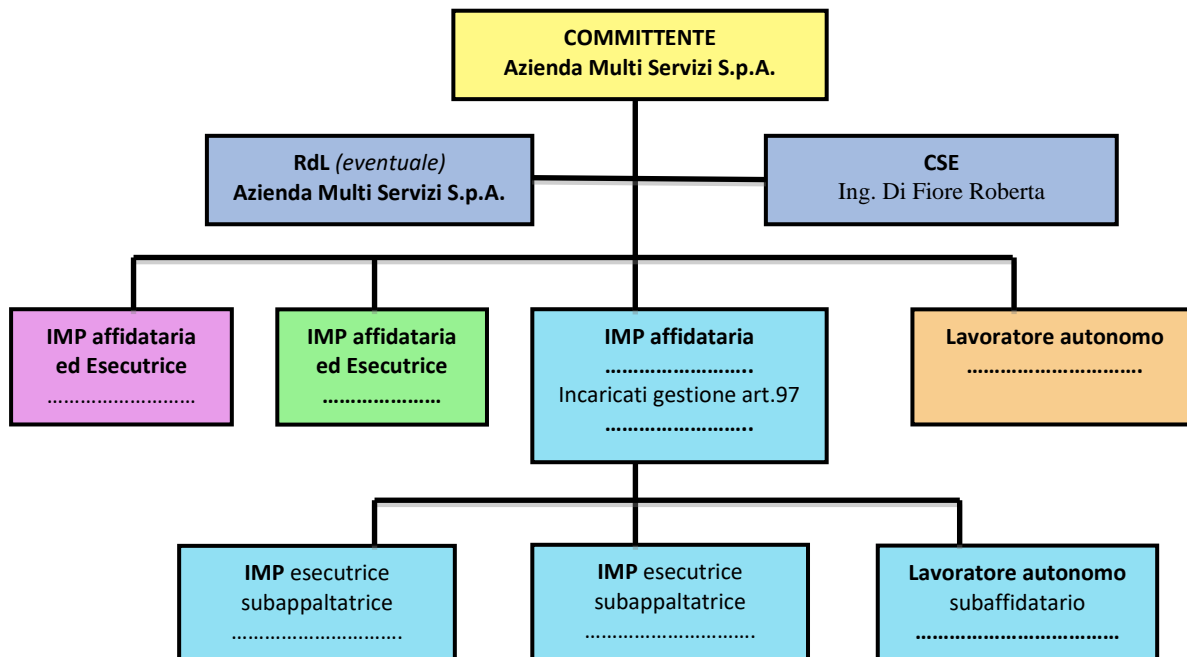 COMMITTENTE
Azienda Multi Servizi S.p.A.
RdL (eventuale)
Azienda Multi Servizi S.p.A.
CSE
Ing. Di Fiore Roberta
IMP affidataria
ed Esecutrice
………………………
IMP affidataria
ed Esecutrice
…………………
IMP affidataria
……………………..
Incaricati gestione art.97
……………………..
Lavoratore autonomo
………………………….
IMP esecutrice
subappaltatrice
………………………….
IMP esecutrice
subappaltatrice
………………………….
Lavoratore autonomo
subaffidatario
………………………………